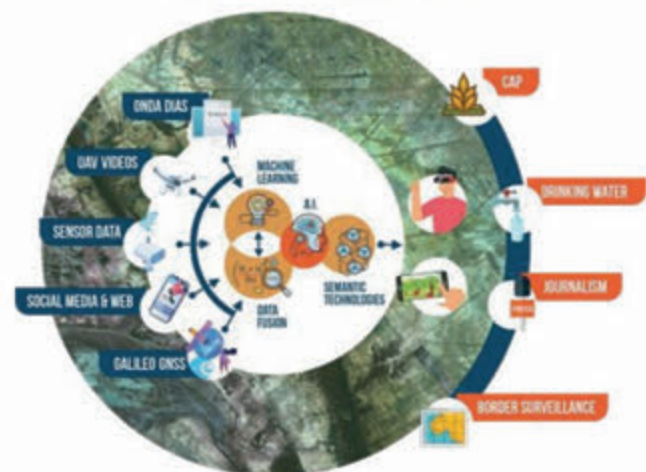 ONDA DIAS
UAV VIDEOS
SENSOR DATA
SOCIAL MEDIA & WEB
GALILEO GNSS
MACHINE
LEARNING
A.I.
DATA
FUSION
SEMANTIC
TECHNOLOGIES
CAP
DRINKING WATER
JOURNALISM
BORDER SURVEILLANCE